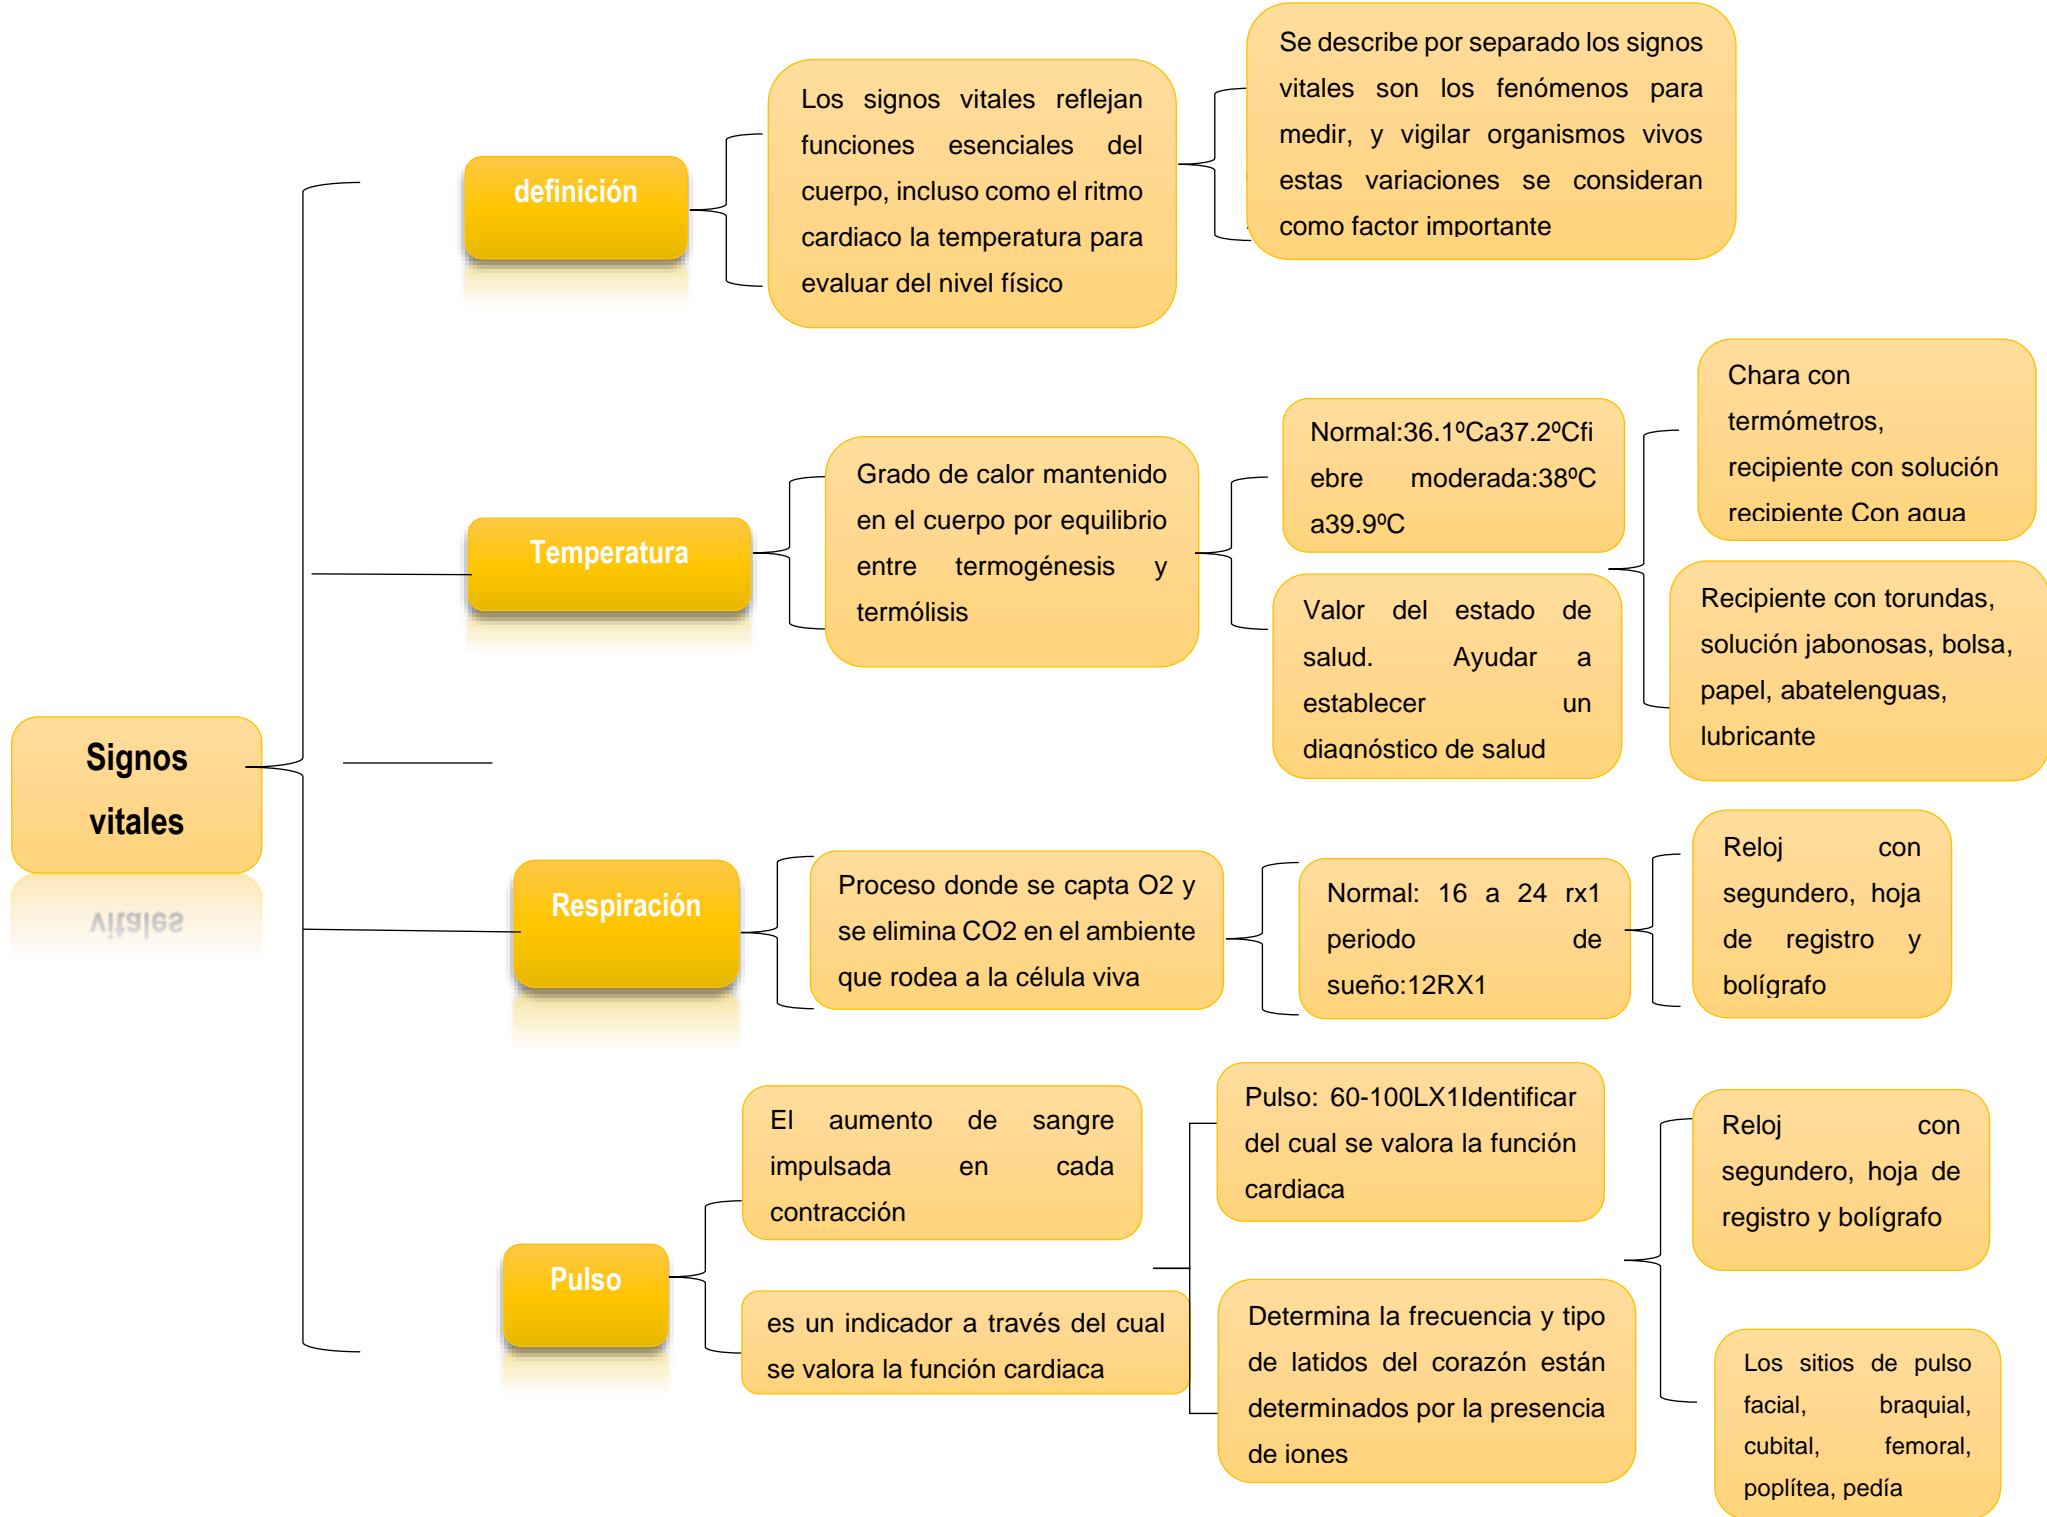 Signos
vitales
definición
Los signos vitales reflejan
funciones esenciales del
cuerpo, incluso como el ritmo
cardiaco la temperatura para
evaluar del nivel físico
Se describe por separado los signos
vitales son los fenómenos para
medir, y vigilar organismos vivos
estas variaciones se consideran
como factor importante
Temperatura
Grado de calor mantenido
en el cuerpo por equilibrio
entre termogénesis y
termólisis
Normal:36.1ºCa37.2ºCfi
ebre moderada:38ºC
a39.9ºC
Valor del estado de
salud. Ayudar a
establecer un
diagnóstico de salud
Chara con
termómetros,
recipiente con solución
recipiente Con agua
Recipiente con torundas,
solución jabonosas, bolsa,
papel, abatelenguas,
lubricante
Respiración
Proceso donde se capta O2 y
se elimina CO2 en el ambiente
que rodea a la célula viva
Normal: 16 a 24 rx1
periodo de
sueño:12RX1
Reloj con
segundero, hoja
de registro y
bolígrafo
Pulso
El aumento de sangre
impulsada en cada
contracción
es un indicador a través del cual
se valora la función cardiaca
Pulso: 60-100LX1Identificar
del cual se valora la función
cardiaca
Determina la frecuencia y tipo
de latidos del corazón están
determinados por la presencia
de iones
Reloj con
segundero, hoja de
registro y bolígrafo
Los sitios de pulso
facial, braquial,
cubital, femoral,
poplítea, pedía